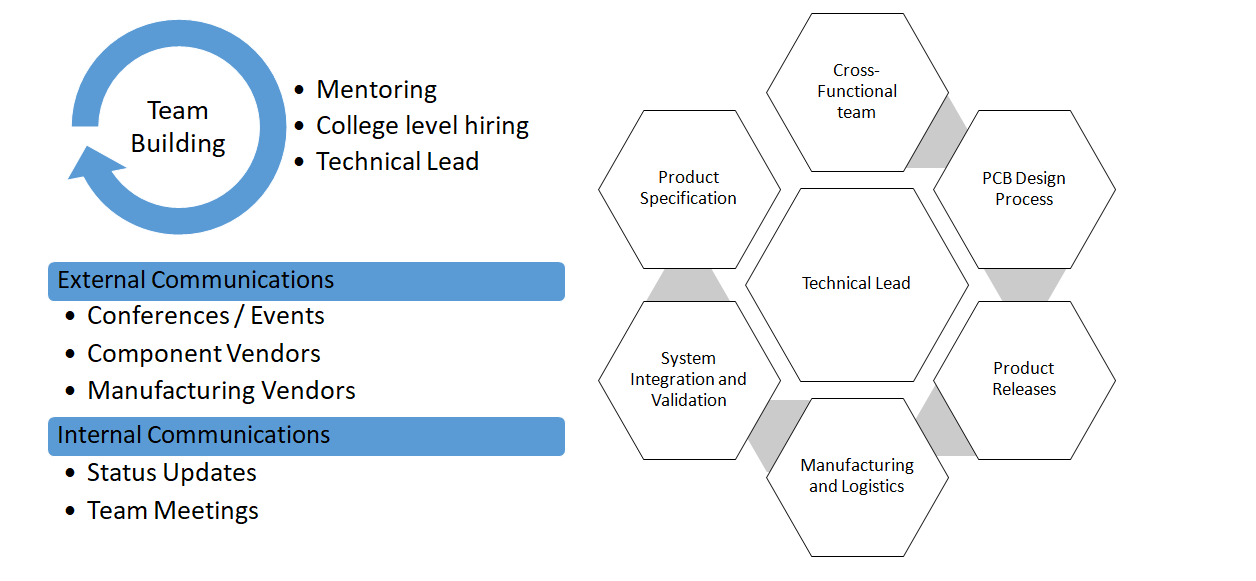 Team
Building
• Mentoring
• College level hiring
• Technical Lead
External Communications
• Conferences / Events
• Component Vendors
• Manufacturing Vendors
Internal Communications
• Status Updates
• Team Meetings
Cross-
Functional
team
Product
Specification
PCB Design
Process
Technical Lead
System
Integration and
Validation
Product
Releases
Manufacturing
and Logistics